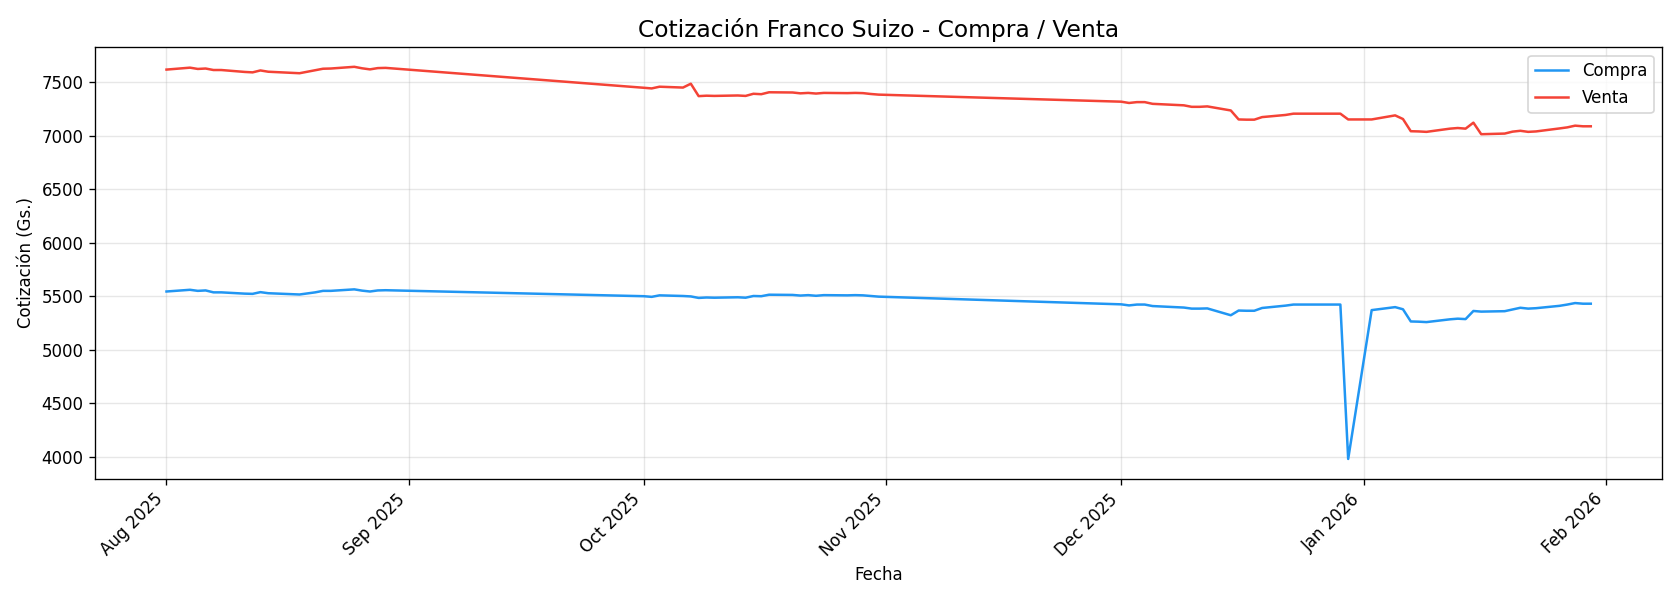 Cotización Franco Suizo - Compra / Venta
Compra
Venta
Cotización (Gs.)
7500
7000
6500
6000
5500
5000
4500
4000
Aug 2025
Sep 2025
Oct 2025
Nov 2025
Dec 2025
Jan 2026
Feb 2026
Fecha